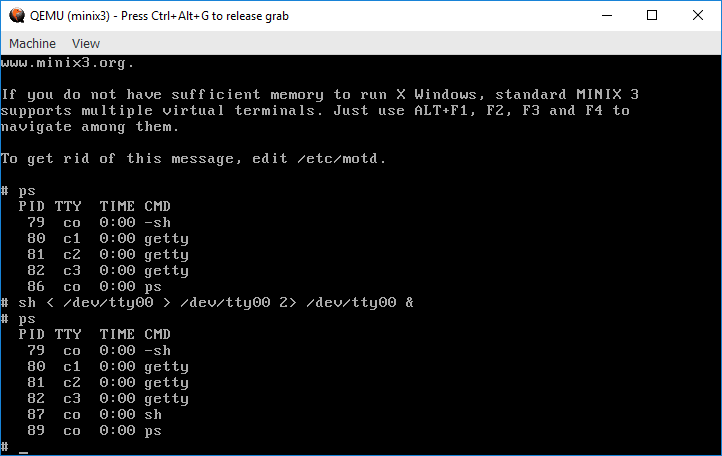 QEMU (minix3) - Press Ctrl+Alt+G to release grab
Machine View
www.minix3.org.
If you do not have sufficient memory to run X Windows, standard MINIX 3
supports multiple virtual terminals. Just use ALT+F1, F2, F3 and F4 to
navigate among them.
To get rid of this message, edit /etc/motd.
# ps
  PID TTY  TIME CMD
   79  co  0:00 -sh
   80  c1  0:00 getty
   81  c2  0:00 getty
   82  c3  0:00 getty
   86  co  0:00 ps
# sh < /dev/tty00 > /dev/tty00 2> /dev/tty00 &
# ps
  PID TTY  TIME CMD
   79  co  0:00 -sh
   80  c1  0:00 getty
   81  c2  0:00 getty
   82  c3  0:00 getty
   87  co  0:00 sh
   89  co  0:00 ps
# _